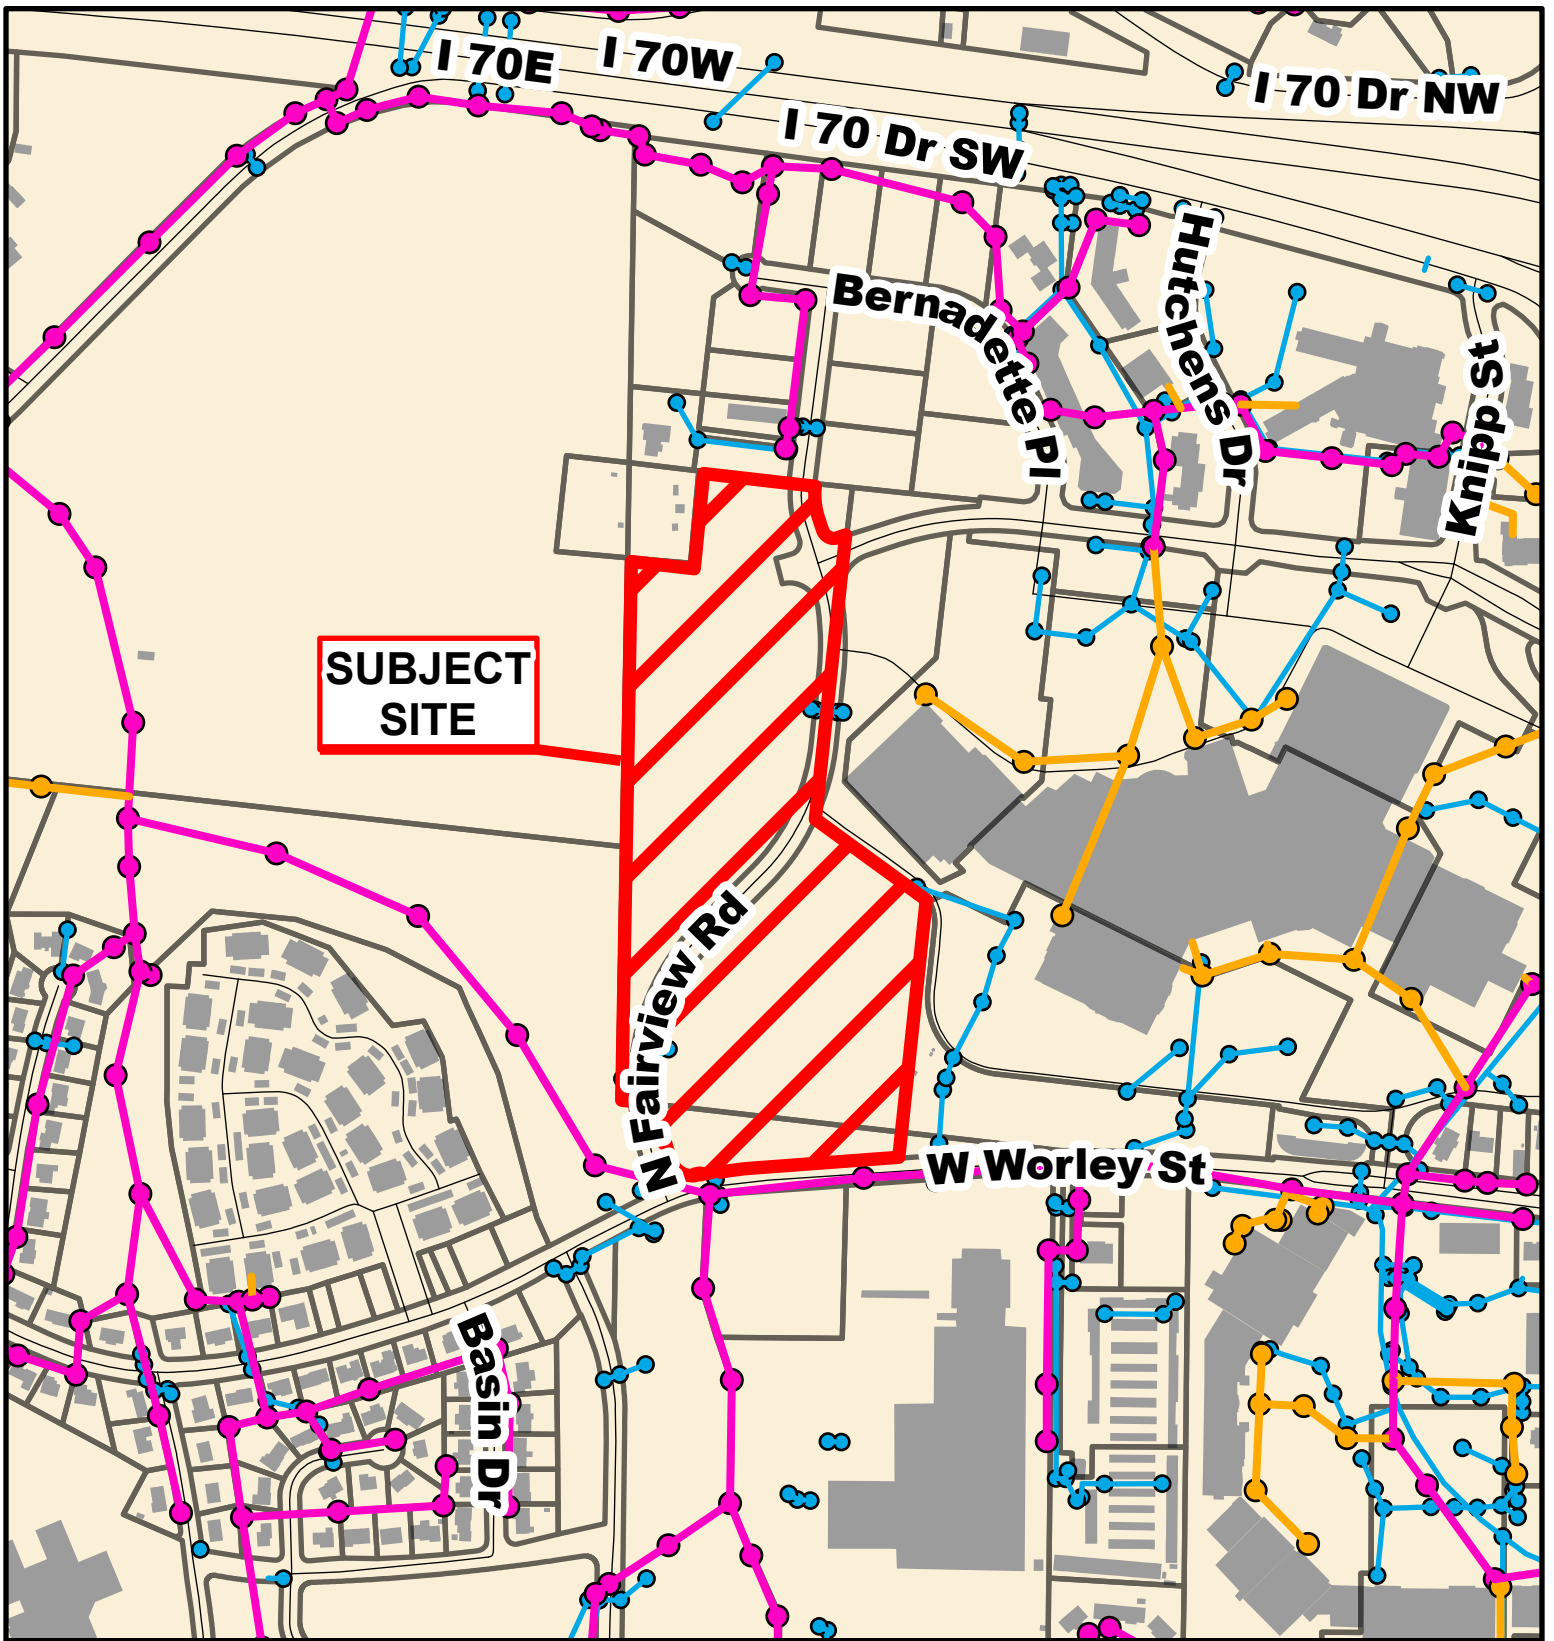 I 70E
I 70W
I 70 Dr NW
I 70 Dr SW
Hutchens Dr
Bernadette Pl
Knipp St
SUBJECT
SITE
N Fairview Rd
W Worley St
Basin Dr